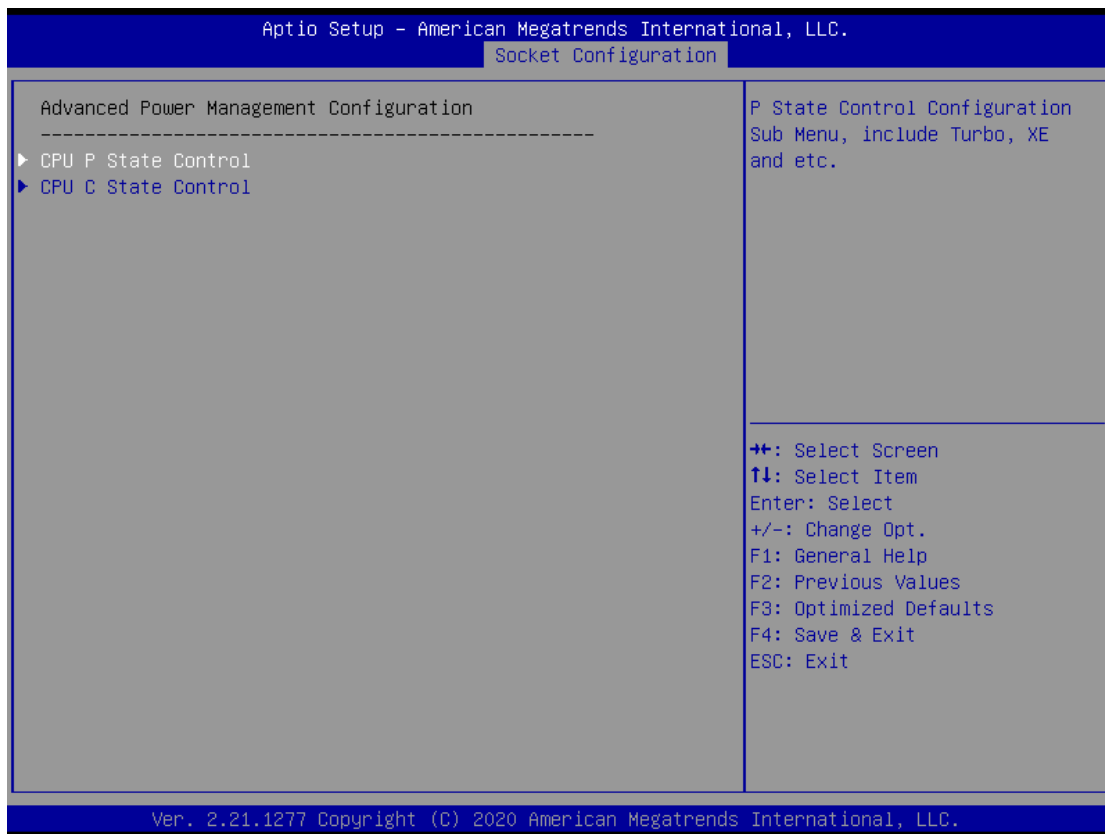 Aptio Setup – American Megatrends International, LLC.
Socket Configuration
Advanced Power Management Configuration
--------------------------------------------------
▶ CPU P State Control
▶ CPU C State Control
P State Control Configuration
Sub Menu, include Turbo, XE
and etc.
→←: Select Screen
↑↓: Select Item
Enter: Select
+/-: Change Opt.
F1: General Help
F2: Previous Values
F3: Optimized Defaults
F4: Save & Exit
ESC: Exit
Ver. 2.21.1277 Copyright (C) 2020 American Megatrends International, LLC.